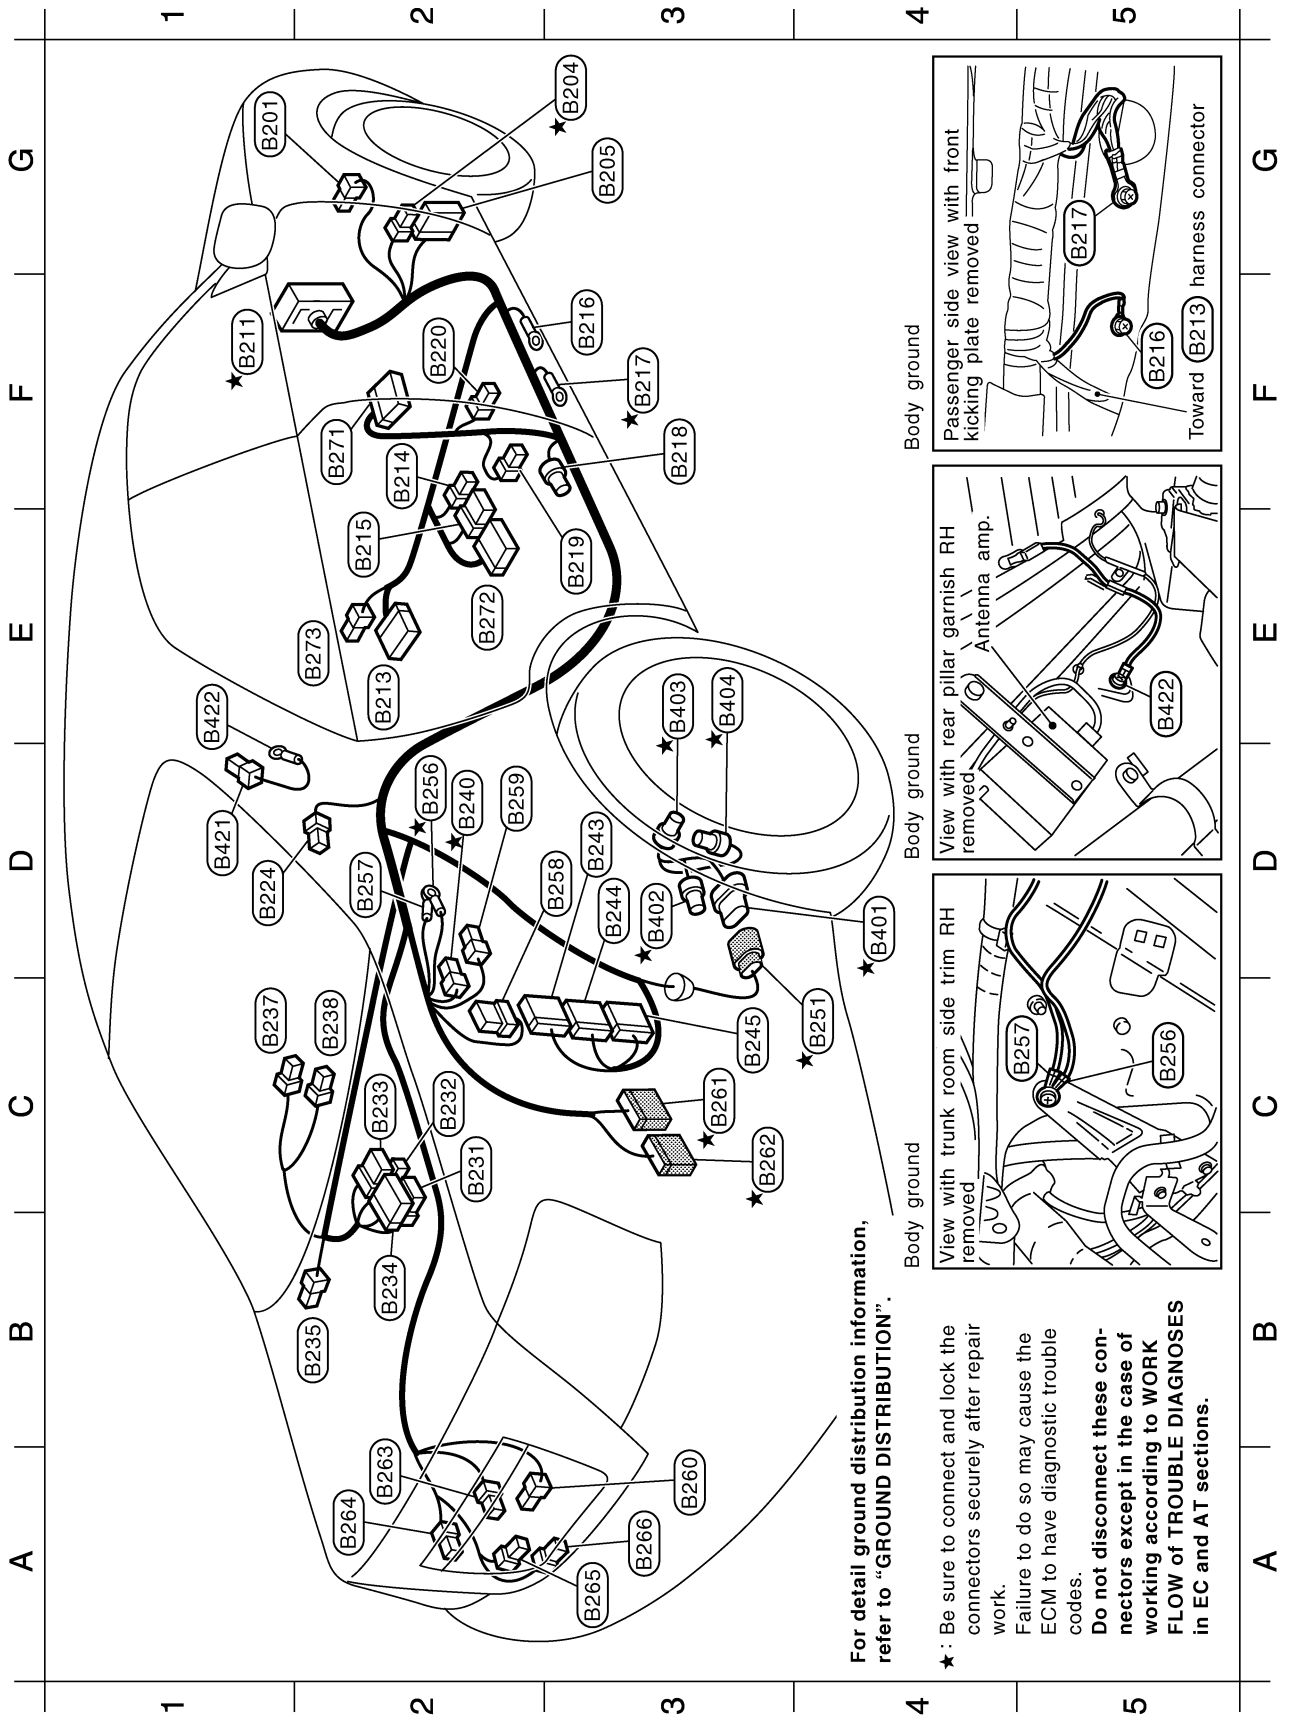 A
B
C
D
E
F
G
1
2
3
4
5
1
2
3
4
5
A
B
C
D
E
F
G
B201
★ B204
B205
★ B211
B216
★ B217
B218
B220
B271
B214
B215
B219
B272
B273
B213
B422
B421
B224
★ B256
★ B240
B259
B257
B258
B243
B244
★ B403
★ B404
★ B402
★ B401
B237
B238
B233
B232
B231
B245
★ B251
★ B261
★ B262
B234
B235
B263
B264
B260
B266
B265
For detail ground distribution information,
refer to “GROUND DISTRIBUTION”.
★ : Be sure to connect and lock the
connectors securely after repair
work.
Failure to do so may cause the
ECM to have diagnostic trouble
codes.
Do not disconnect these con-
nectors except in the case of
working according to WORK
FLOW of TROUBLE DIAGNOSES
in EC and AT sections.
Body ground
View with trunk room side trim RH
removed
B257
B256
Body ground
View with rear pillar garnish RH
removed
Antenna amp.
B422
Body ground
Passenger side view with front
kicking plate removed
B217
B216
Toward B213 harness connector